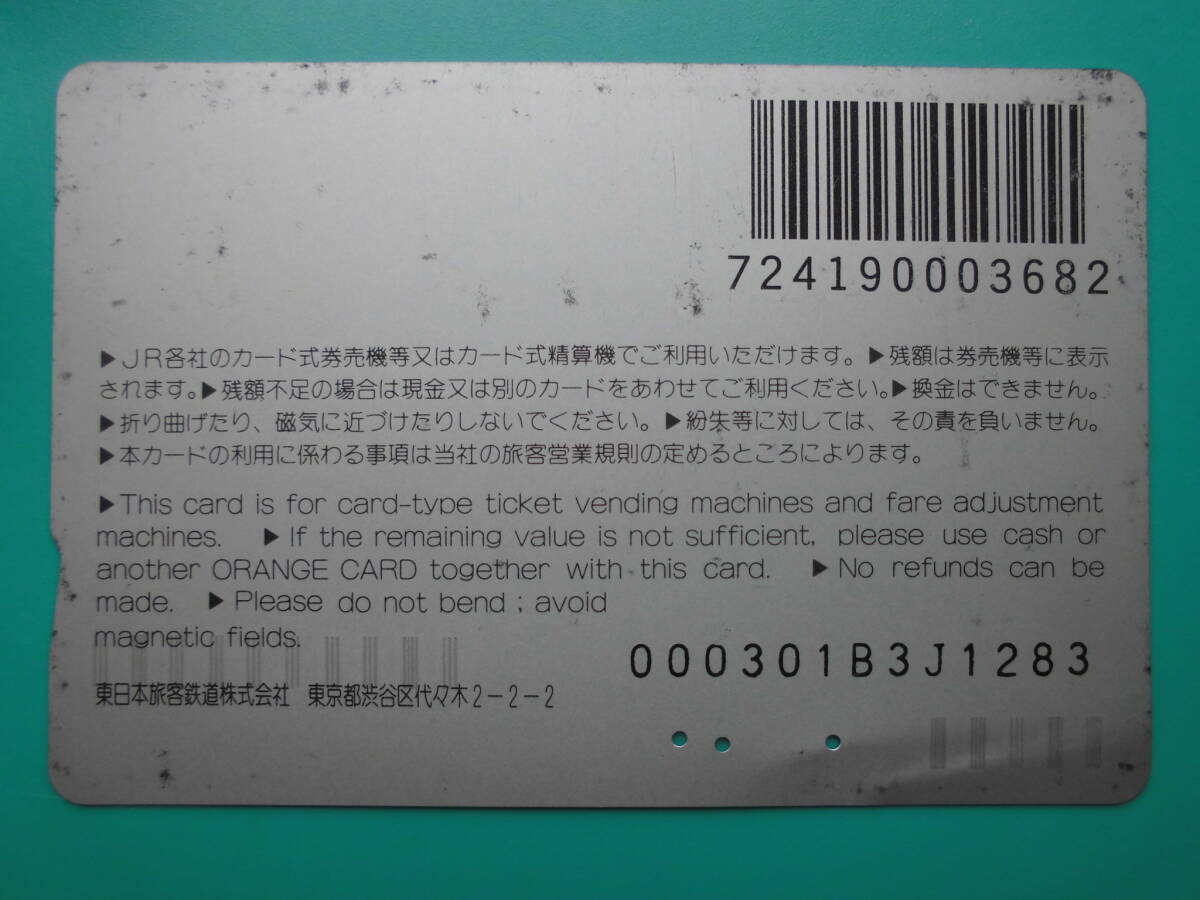 724190003682
▶JR各社のカード式券売機等又はカード式精算機でご利用いただけます。▶残額は券売機等に表示
されます。▶残額不足の場合は現金又は別のカードをあわせてご利用ください。▶換金はできません。
▶折り曲げたり、磁気に近づけたりしないでください。▶紛失等に対しては、その責を負いません。
▶本カードの利用に係わる事項は当社の旅客営業規則の定めるところによります。
▶This card is for card-type ticket vending machines and fare adjustment
machines. ▶If the remaining value is not sufficient, please use cash or
another ORANGE CARD together with this card. ▶No refunds can be
made. ▶Please do not bend; avoid
magnetic fields.
000301B3J1283
東日本旅客鉄道株式会社 東京都渋谷区代々木2-2-2